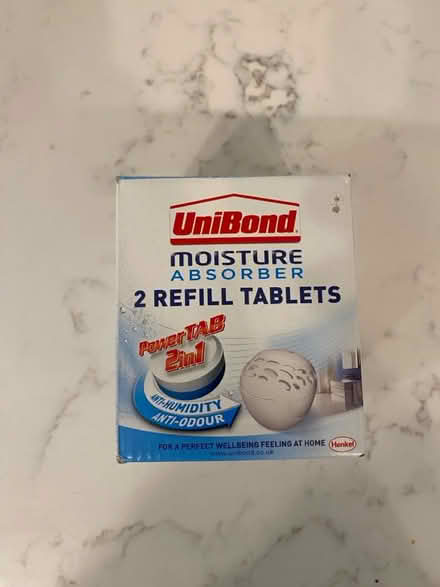 UniBond
MOISTURE
ABSORBER
2 REFILL TABLETS
PowerTAB
2in1
ANTI-HUMIDITY
ANTI-ODOUR
FOR A PERFECT WELLBEING FEELING AT HOME
Henkel
www.unibond.co.uk